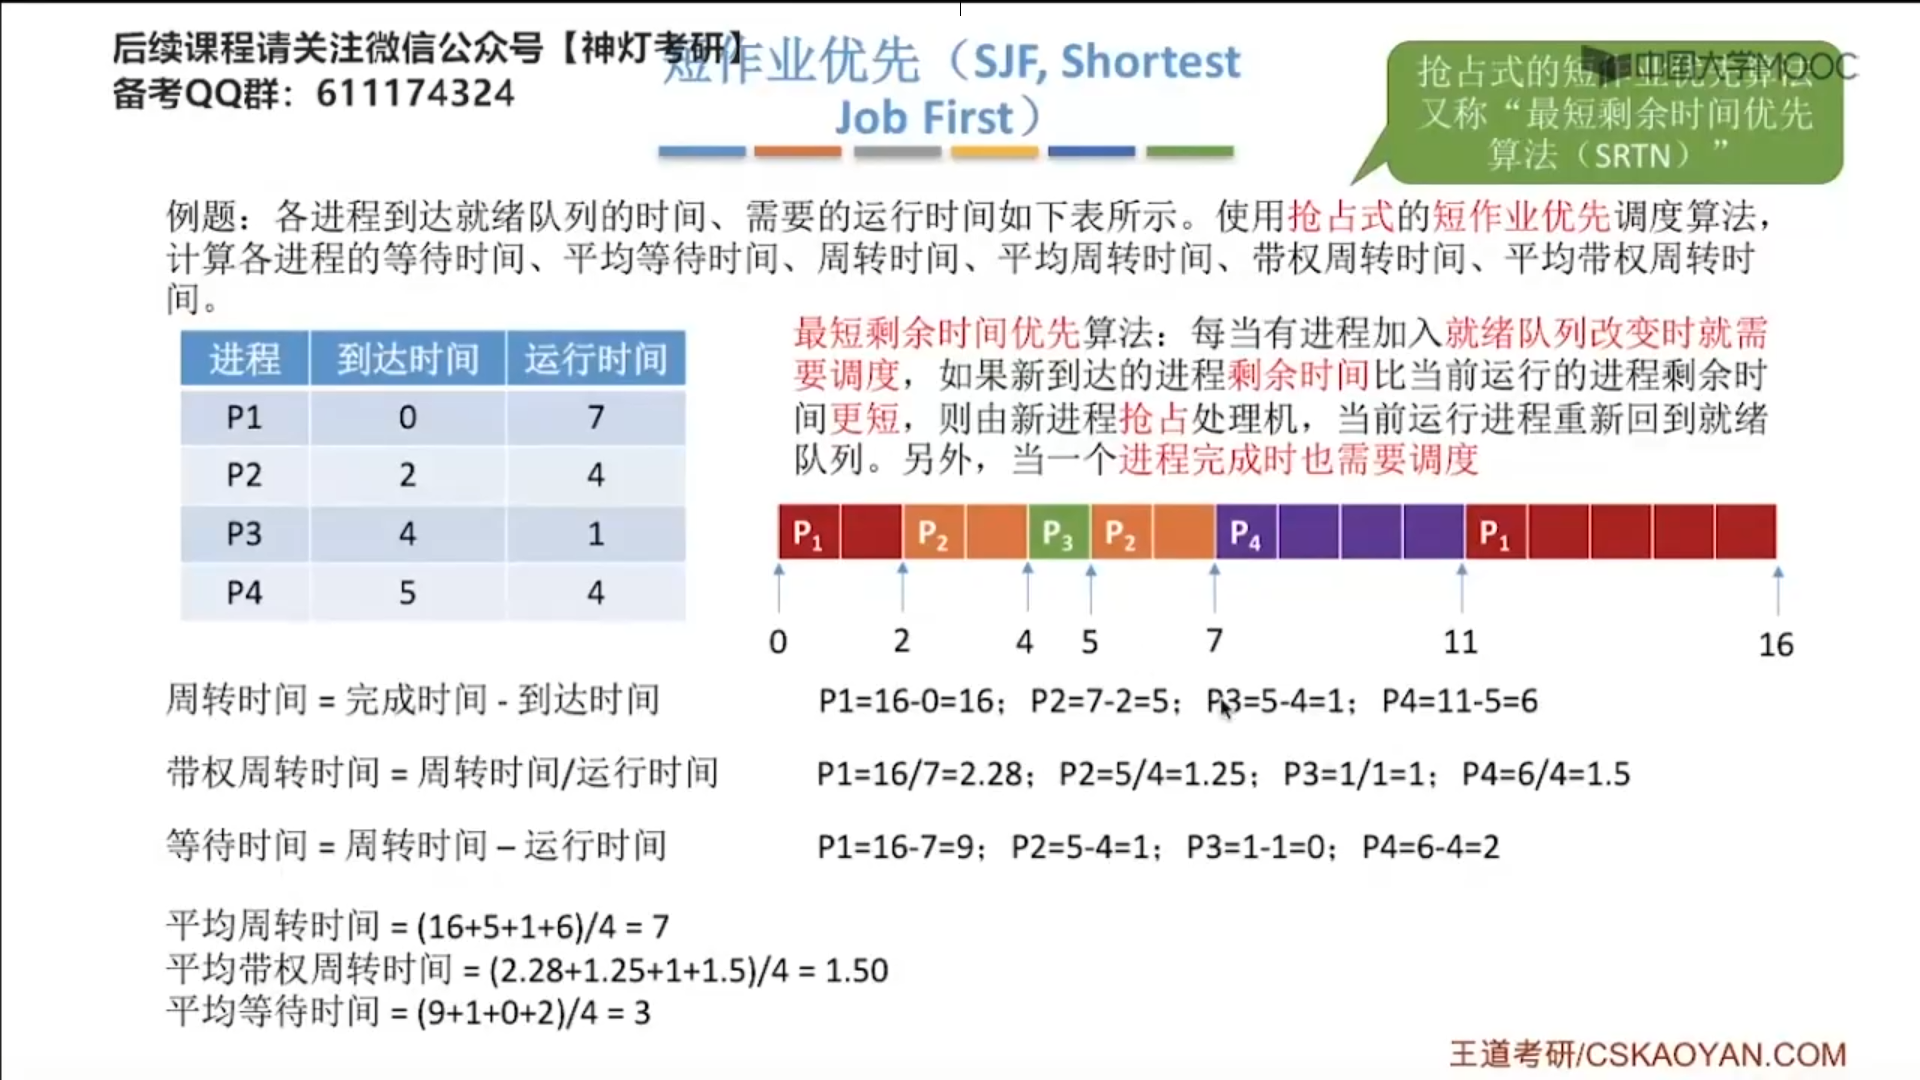 后续课程请关注微信公众号【神灯考研】
备考QQ群：611174324
短作业优先（SJF, Shortest
Job First）
中国大学MOOC
抢占式的短作业优先算法
又称“最短剩余时间优先
算法（SRTN）”
例题：各进程到达就绪队列的时间、需要的运行时间如下表所示。使用抢占式的短作业优先调度算法，
计算各进程的等待时间、平均等待时间、周转时间、平均周转时间、带权周转时间、平均带权周转时
间。
进程 到达时间 运行时间
P1 0 7
P2 2 4
P3 4 1
P4 5 4
最短剩余时间优先算法：每当有进程加入就绪队列改变时就需
要调度，如果新到达的进程剩余时间比当前运行的进程剩余时
间更短，则由新进程抢占处理机，当前运行进程重新回到就绪
队列。另外，当一个进程完成时也需要调度
P1 P2 P3 P2 P4 P1
0 2 4 5 7 11 16
周转时间 = 完成时间 - 到达时间 P1=16-0=16；P2=7-2=5；P3=5-4=1；P4=11-5=6
带权周转时间 = 周转时间/运行时间 P1=16/7=2.28；P2=5/4=1.25；P3=1/1=1；P4=6/4=1.5
等待时间 = 周转时间 – 运行时间 P1=16-7=9；P2=5-4=1；P3=1-1=0；P4=6-4=2
平均周转时间 = (16+5+1+6)/4 = 7
平均带权周转时间 = (2.28+1.25+1+1.5)/4 = 1.50
平均等待时间 = (9+1+0+2)/4 = 3
王道考研/CSKAOYAN.COM